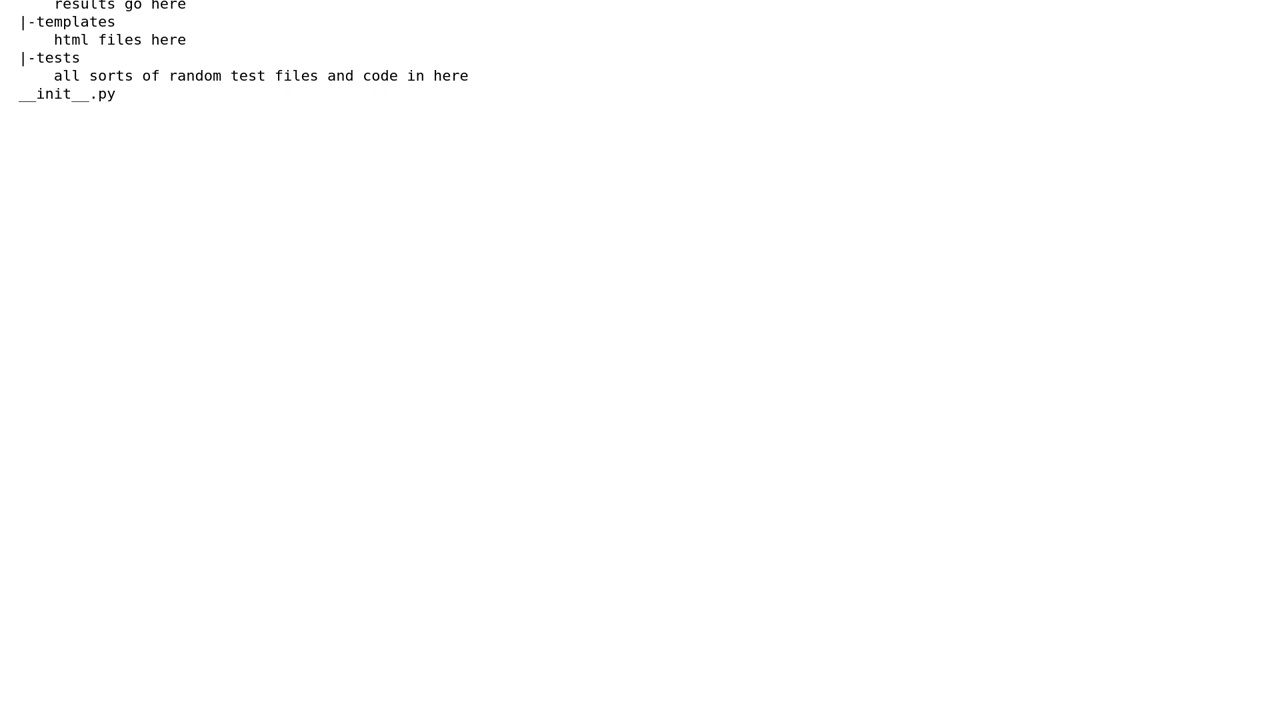 results go here
|-templates
    html files here
|-tests
    all sorts of random test files and code in here
__init__.py